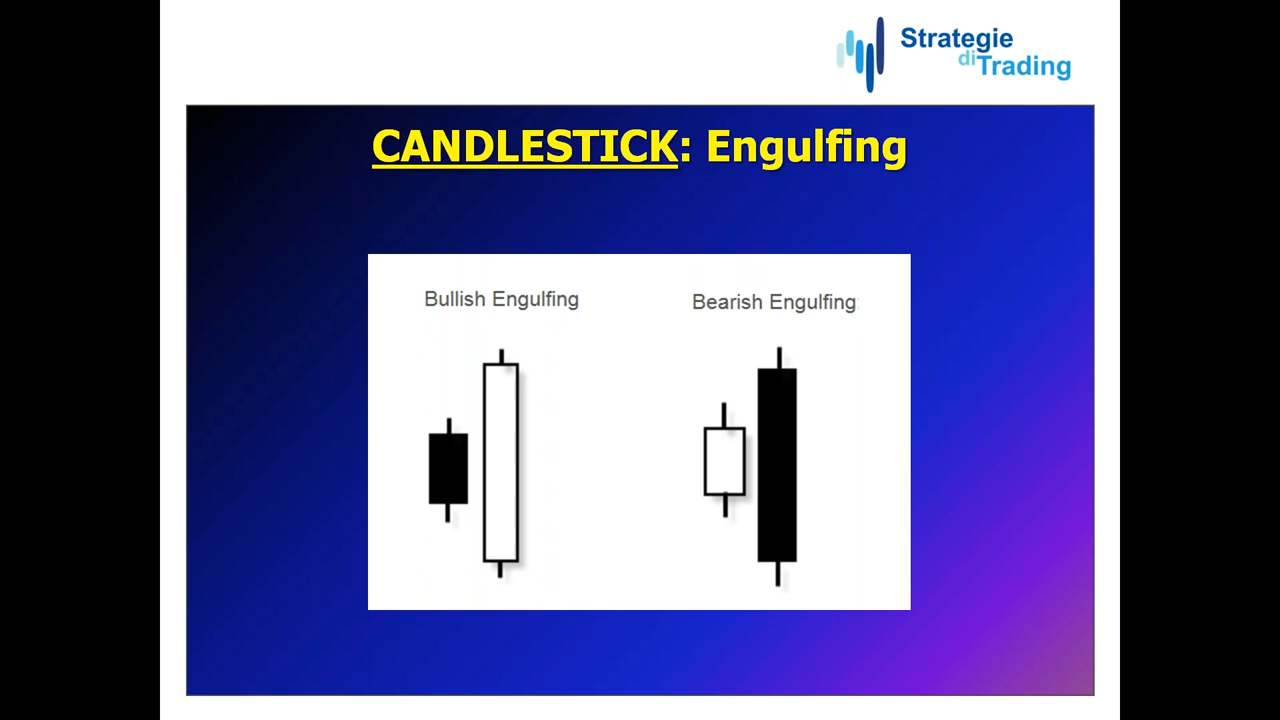 Strategie
di Trading
CANDLESTICK: Engulfing
Bullish Engulfing
Bearish Engulfing